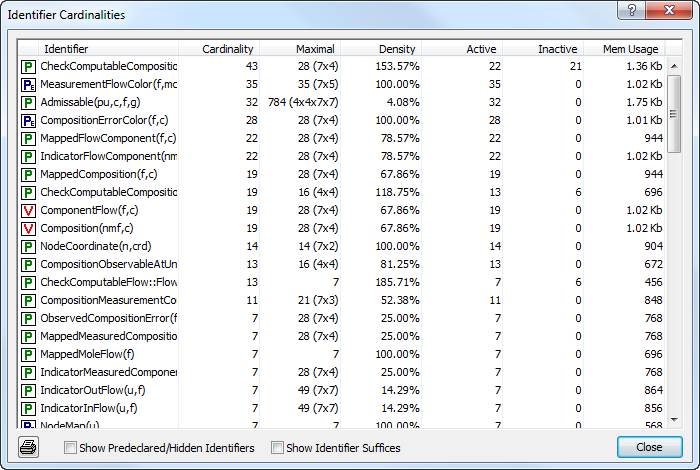 Identifier Cardinalities
Identifier Cardinality Maximal Density Active Inactive Mem Usage
P CheckComputableCompositio 43 28 (7x4) 153.57% 22 21 1.36 Kb
PE MeasurementFlowColor(f,mc 35 35 (7x5) 100.00% 35 0 1.02 Kb
P Admissable(pu,c,f,g) 32 784 (4x4x7x7) 4.08% 32 0 1.75 Kb
PE CompositionErrorColor(f,c) 28 28 (7x4) 100.00% 28 0 1.01 Kb
P MappedFlowComponent(f,c) 22 28 (7x4) 78.57% 22 0 944
P IndicatorFlowComponent(nm 22 28 (7x4) 78.57% 22 0 1.02 Kb
P MappedComposition(f,c) 19 28 (7x4) 67.86% 19 0 944
P CheckComputableCompositio 19 16 (4x4) 118.75% 13 6 696
V ComponentFlow(f,c) 19 28 (7x4) 67.86% 19 0 1.02 Kb
V Composition(nmf,c) 19 28 (7x4) 67.86% 19 0 1.02 Kb
P NodeCoordinate(n,crd) 14 14 (7x2) 100.00% 14 0 904
P CompositionObservableAtUn 13 16 (4x4) 81.25% 13 0 672
P CheckComputableFlow::Flow 13 7 185.71% 7 6 456
P CompositionMeasurementCo 11 21 (7x3) 52.38% 11 0 848
P ObservedCompositionError(f 7 28 (7x4) 25.00% 7 0 768
P MappedMeasuredComposition 7 28 (7x4) 25.00% 7 0 768
P MappedMoleFlow(f) 7 7 100.00% 7 0 696
P IndicatorMeasuredComponen 7 28 (7x4) 25.00% 7 0 768
P IndicatorOutFlow(u,f) 7 49 (7x7) 14.29% 7 0 864
P IndicatorInFlow(u,f) 7 49 (7x7) 14.29% 7 0 856
P NodeMap(u) 7 7 100.00% 7 0 568
Show Predeclared/Hidden Identifiers Show Identifier Suffices Close